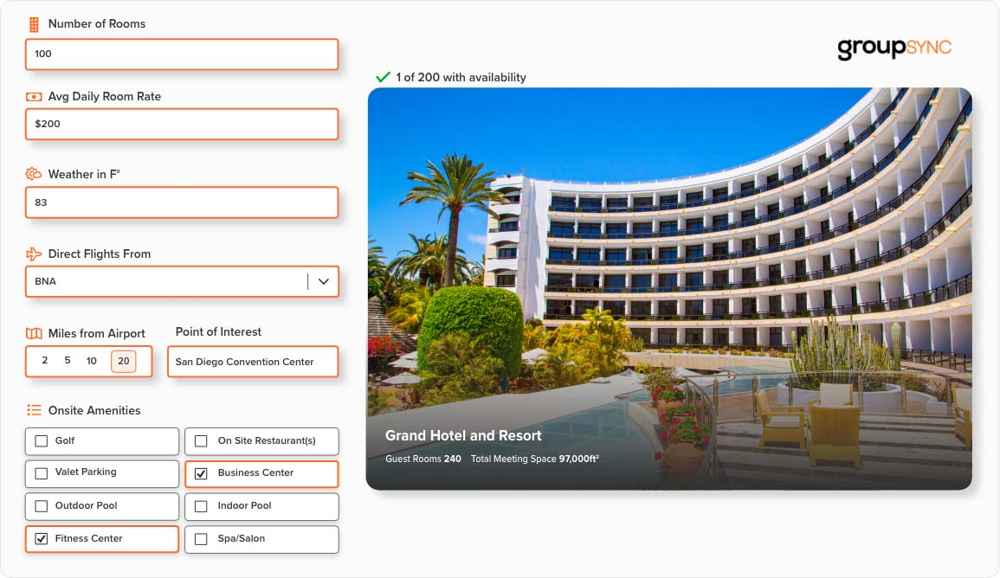 Number of Rooms
100
Avg Daily Room Rate
$200
Weather in F°
83
Direct Flights From
BNA
Miles from Airport
2 5 10 20
Point of Interest
San Diego Convention Center
Onsite Amenities
Golf
On Site Restaurant(s)
Valet Parking
Business Center
Outdoor Pool
Indoor Pool
Fitness Center
Spa/Salon
groupSYNC
1 of 200 with availability
Grand Hotel and Resort
Guest Rooms 240 Total Meeting Space 97,000ft²